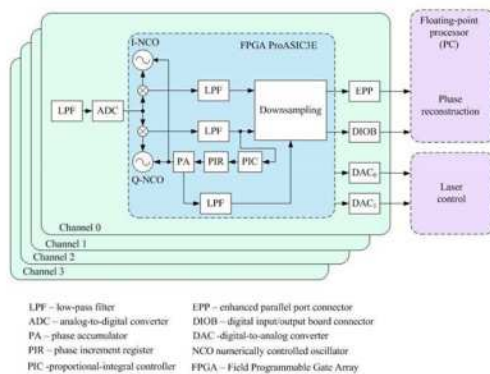 FPGA ProASIC3E
I-NCO
LPF
ADC
LPF
LPF
Downsampling
PA
PIR
PIC
Q-NCO
LPF
EPP
DIOB
DAC₀
DAC₁
Floating-point
processor
(PC)
Phase
reconstruction
Laser
control
Channel 0
Channel 1
Channel 2
Channel 3
LPF – low-pass filter
ADC – analog-to-digital converter
PA – phase accumulator
PIR – phase increment register
PIC -proportional-integral controller
EPP – enhanced parallel port connector
DIOB – digital input/output board connector
DAC -digital-to-analog converter
NCO numerically controlled oscillator
FPGA – Field Programmable Gate Array